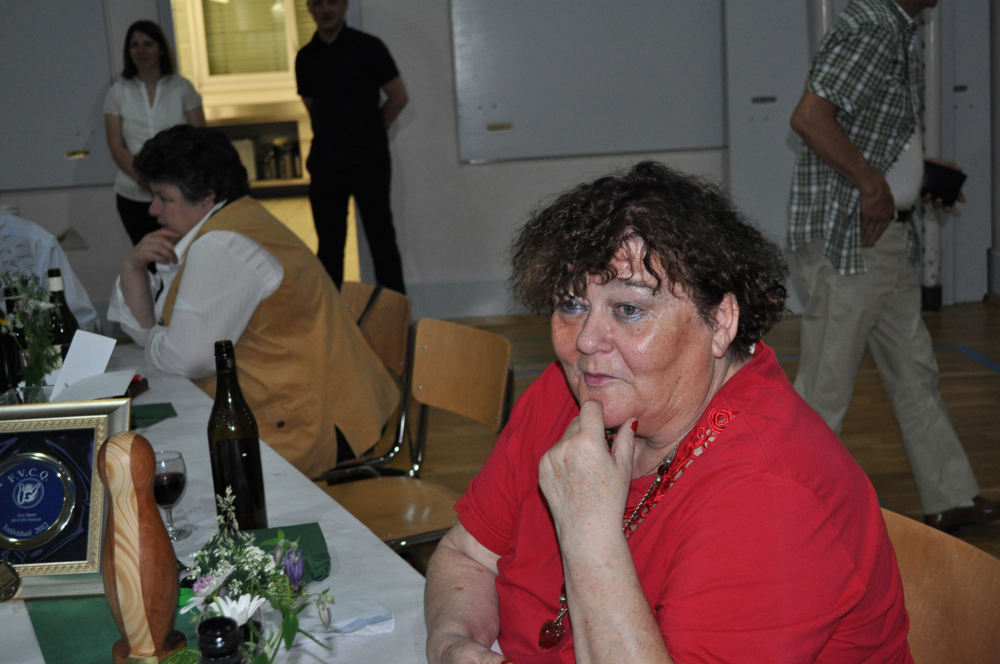 F.V.C.Q.
1ère Dame
BUCHS Patricia
Individuel 2012